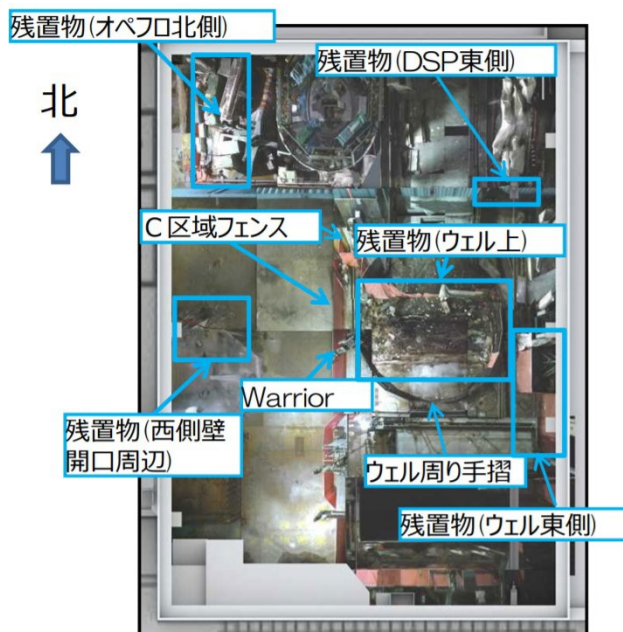 残置物(オペフロ北側)
残置物(DSP東側)
北
C区域フェンス
残置物(ウェル上)
Warrior
残置物(西側壁
開口周辺)
ウェル周り手摺
残置物(ウェル東側)